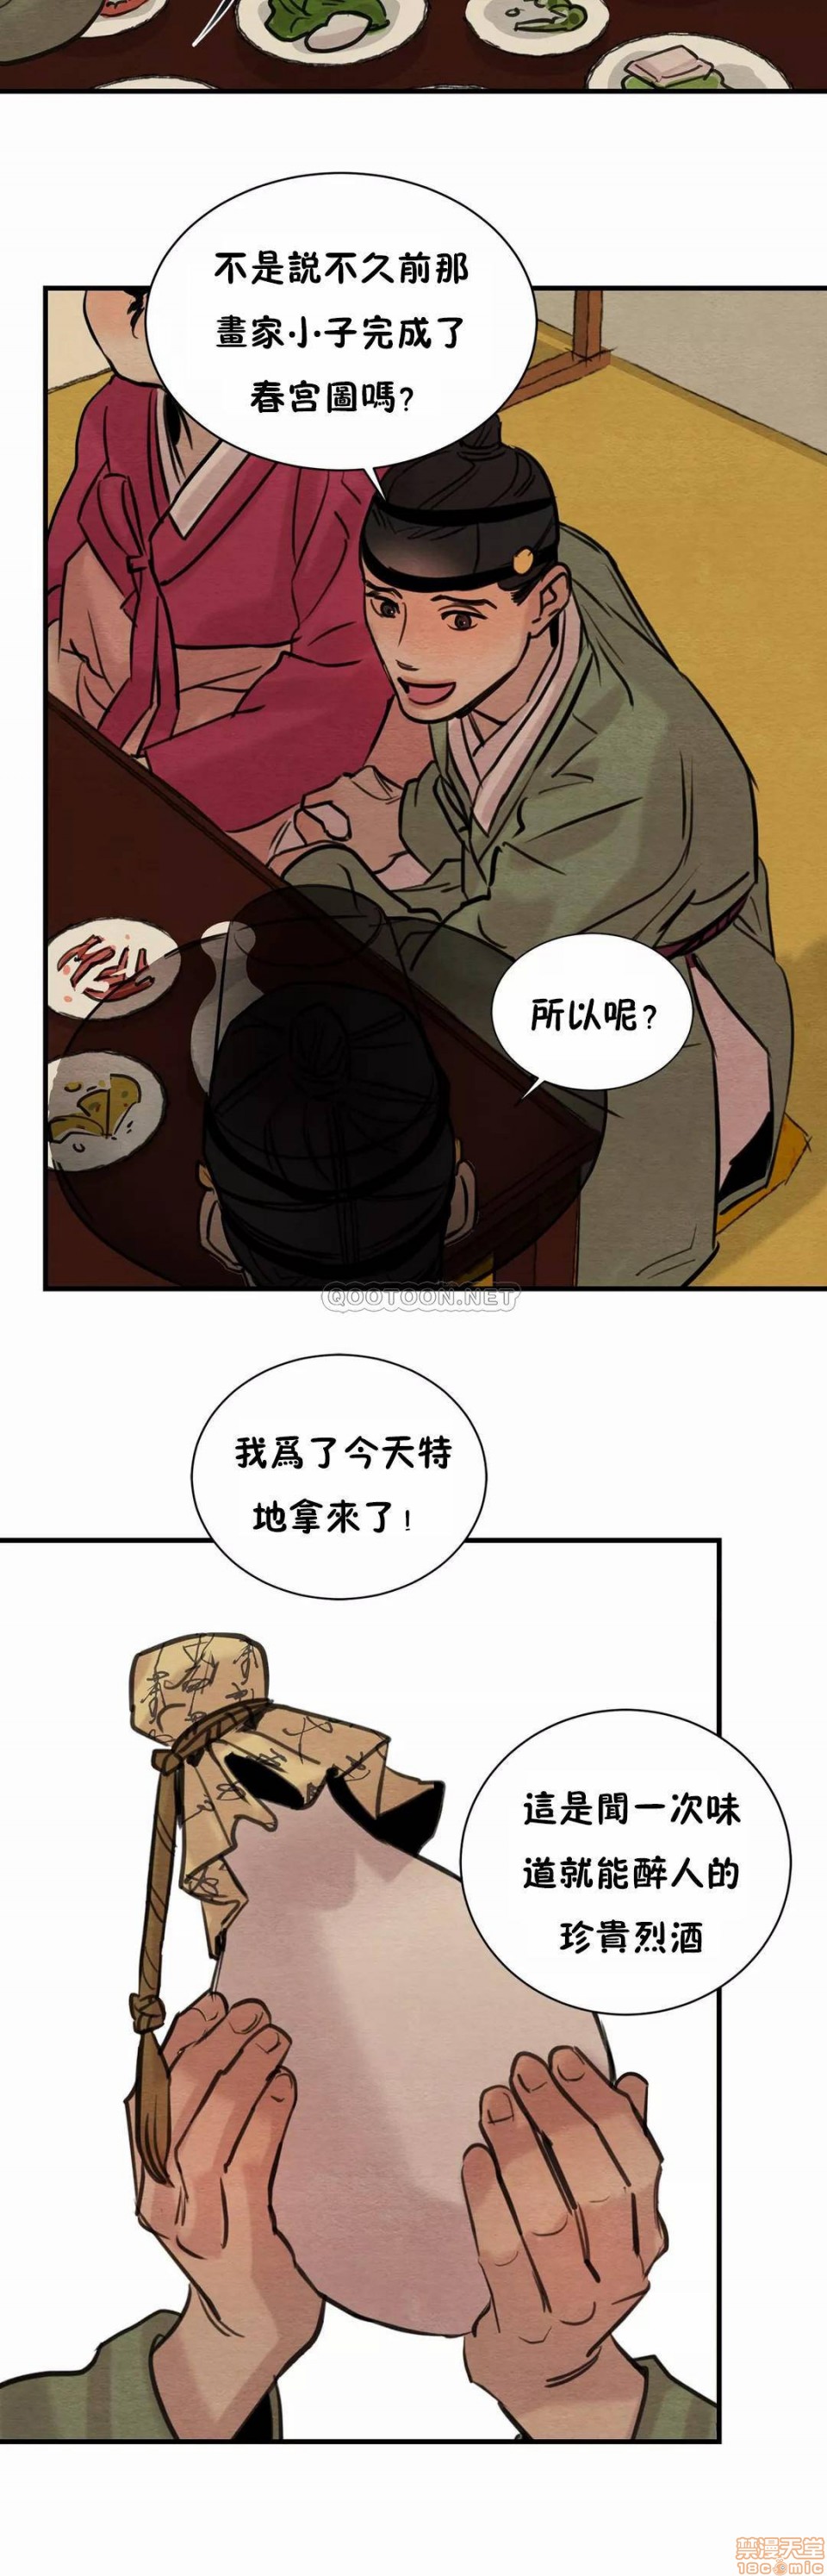 不是説不久前那
畫家小子完成了
春宮圖嗎?
所以呢?
QOOTOON.NET
我爲了今天特
地拿來了!
這是聞一次味
道就能醉人的
珍貴烈酒
禁漫天堂
18comic